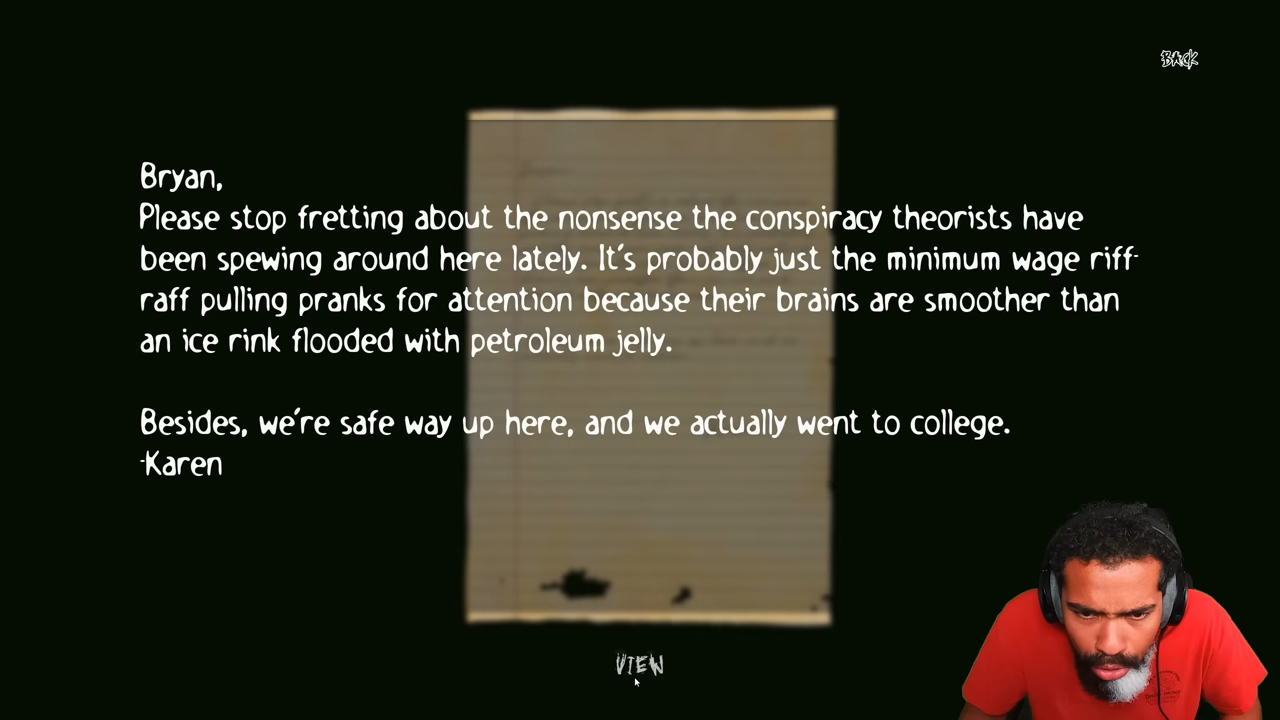 BACK
Bryan,
Please stop fretting about the nonsense the conspiracy theorists have
been spewing around here lately. It's probably just the minimum wage riff-
raff pulling pranks for attention because their brains are smoother than
an ice rink flooded with petroleum jelly.
Besides, we're safe way up here, and we actually went to college.
-Karen
VIEW